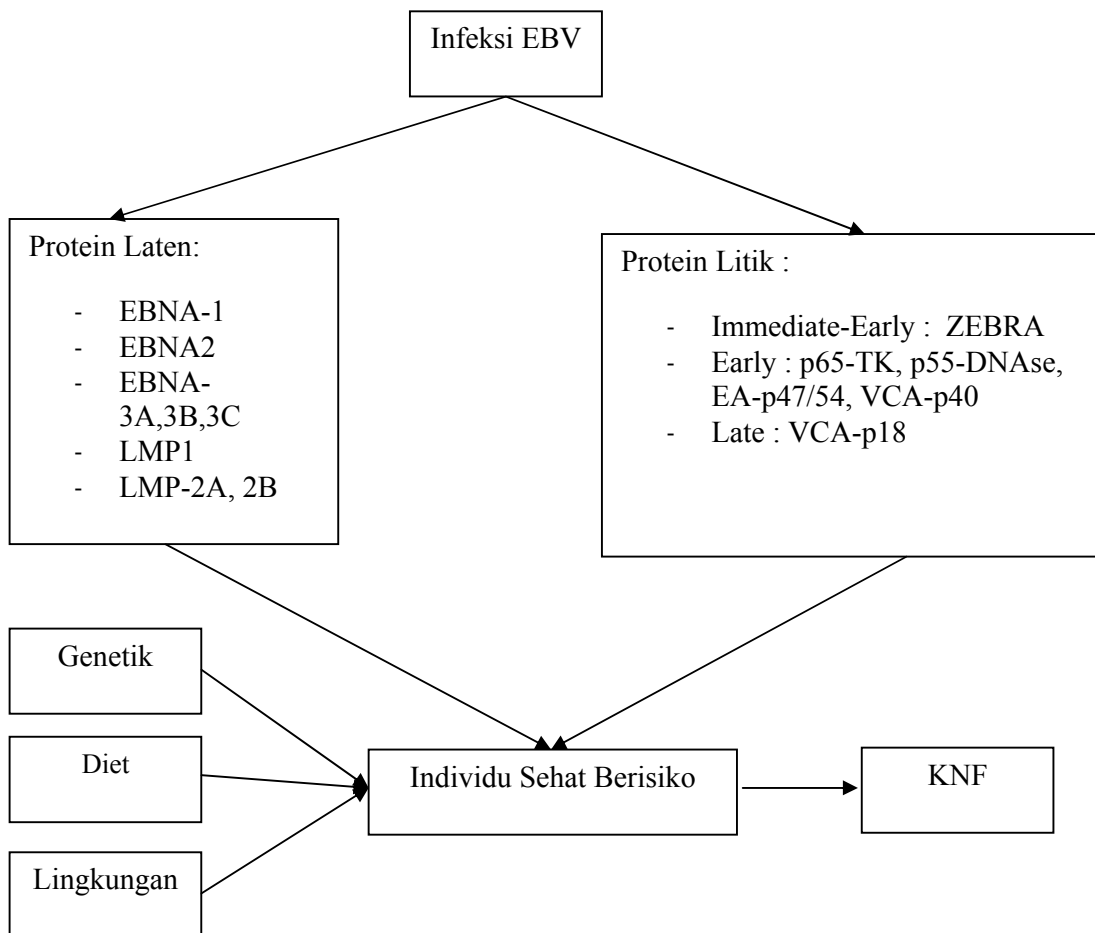 Infeksi EBV
Protein Laten:
- EBNA-1
- EBNA2
- EBNA-
3A,3B,3C
- LMP1
- LMP-2A, 2B
Protein Litik :
- Immediate-Early : ZEBRA
- Early : p65-TK, p55-DNAse,
EA-p47/54, VCA-p40
- Late : VCA-p18
Genetik
Diet
Lingkungan
Individu Sehat Berisiko
KNF